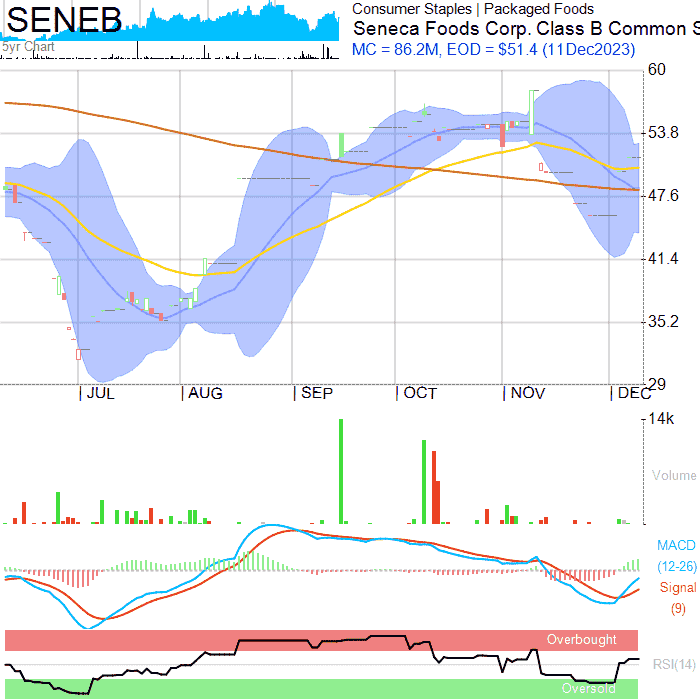 SENEB
5yr Chart
Consumer Staples | Packaged Foods
Seneca Foods Corp. Class B Common S
MC = 86.2M, EOD = $51.4 (11Dec2023)
60
53.8
47.6
41.4
35.2
29
JUL AUG SEP OCT NOV DEC
14k
Volume
MACD
(12-26)
Signal
(9)
Overbought
RSI(14)
Oversold